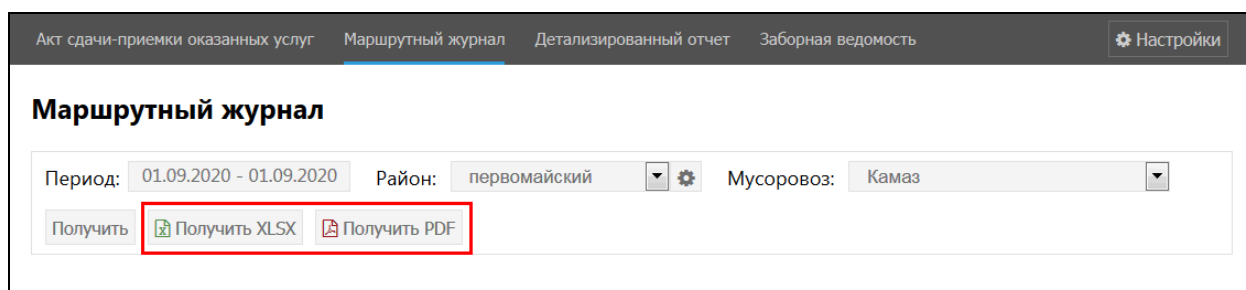 Акт сдачи-приемки оказанных услуг Маршрутный журнал Детализированный отчет Заборная ведомость Настройки
Маршрутный журнал
Период: 01.09.2020 - 01.09.2020 Район: первомайский Мусоровоз: Камаз
Получить Получить XLSX Получить PDF